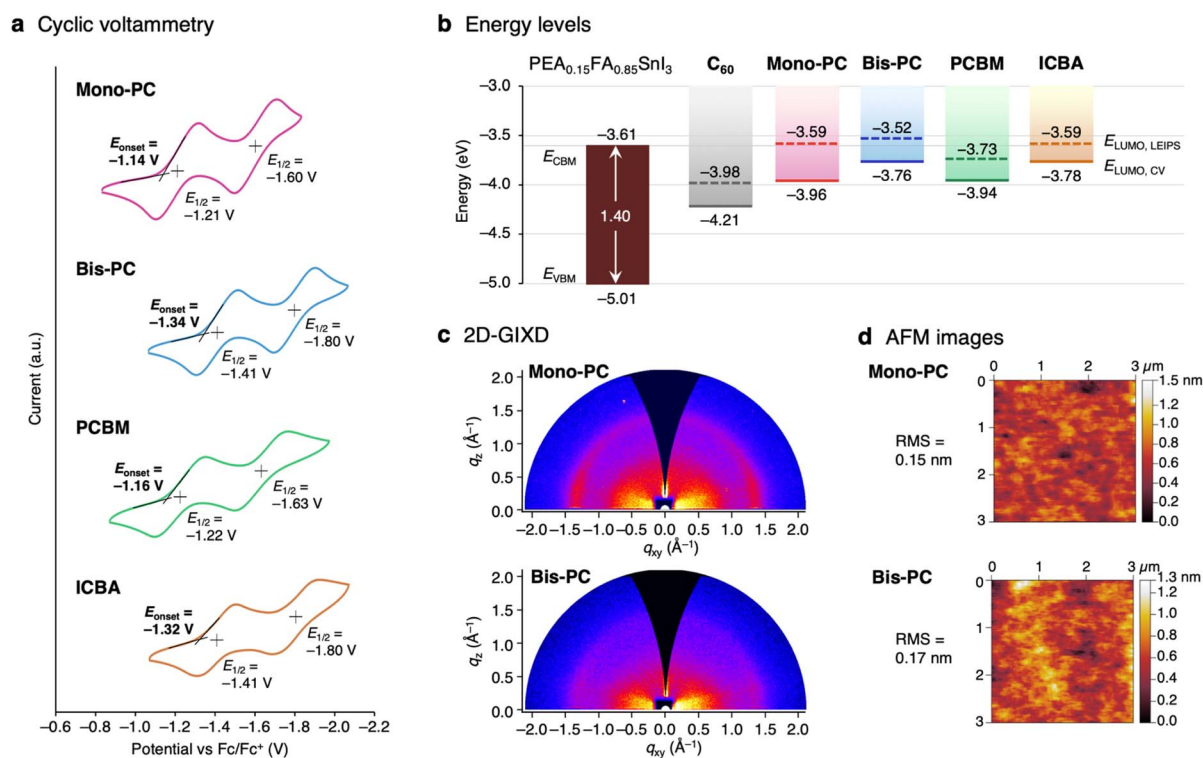 a Cyclic voltammetry
Mono-PC
Eonset =
−1.14 V
E1/2 =
−1.60 V
E1/2 =
−1.21 V
Bis-PC
Eonset =
−1.34 V
E1/2 =
−1.80 V
E1/2 =
−1.41 V
PCBM
Eonset =
−1.16 V
E1/2 =
−1.63 V
E1/2 =
−1.22 V
ICBA
Eonset =
−1.32 V
E1/2 =
−1.80 V
E1/2 =
−1.41 V
Current (a.u.)
−0.6 −1.0 −1.2 −1.4 −1.6 −1.8 −2.0 −2.2
Potential vs Fc/Fc+ (V)
b Energy levels
PEA0.15FA0.85SnI3 C60 Mono-PC Bis-PC PCBM ICBA
Energy (eV)
−3.0
−3.5
−4.0
−4.5
−5.0
−3.61
ECBM
1.40
EVBM
−5.01
−3.98
−4.21
−3.59
−3.96
−3.52
−3.76
−3.73
−3.94
−3.59
−3.78
ELUMO, LEIPS
ELUMO, CV
c 2D-GIXD
Mono-PC
qz (Å−1)
2.0
1.5
1.0
0.5
0.0
−2.0 −1.5 −1.0 −0.5 0.0 0.5 1.0 1.5 2.0
qxy (Å−1)
Bis-PC
qz (Å−1)
2.0
1.5
1.0
0.5
0.0
−2.0 −1.5 −1.0 −0.5 0.0 0.5 1.0 1.5 2.0
qxy (Å−1)
d AFM images
Mono-PC
0 1 2 3 µm
0
1
2
3
RMS =
0.15 nm
1.5 nm
1.2
1.0
0.8
0.6
0.4
0.2
0.0
Bis-PC
0 1 2 3 µm
0
1
2
3
RMS =
0.17 nm
1.3 nm
1.0
0.8
0.6
0.4
0.2
0.0